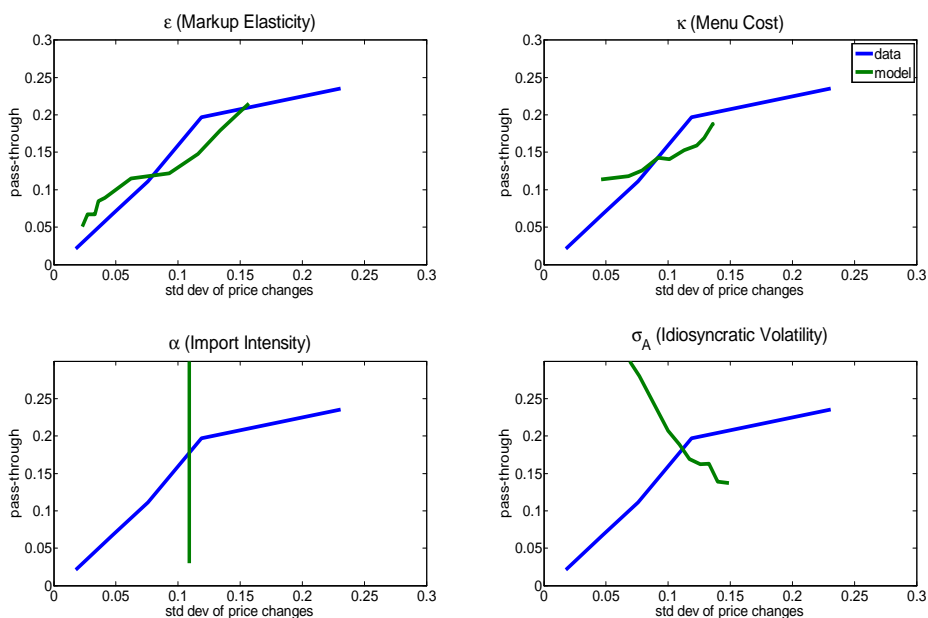 ε (Markup Elasticity)
0.3
0.25
0.2
0.15
0.1
0.05
0
pass-through
0 0.05 0.1 0.15 0.2 0.25 0.3
std dev of price changes
κ (Menu Cost)
data
model
0.3
0.25
0.2
0.15
0.1
0.05
0
pass-through
0 0.05 0.1 0.15 0.2 0.25 0.3
std dev of price changes
α (Import Intensity)
0.2
0.25
0.15
0.1
0.05
0
pass-through
0 0.05 0.1 0.15 0.2 0.25 0.3
std dev of price changes
σA (Idiosyncratic Volatility)
0.2
0.25
0.15
0.1
0.05
0
pass-through
0 0.05 0.1 0.15 0.2 0.25 0.3
std dev of price changes